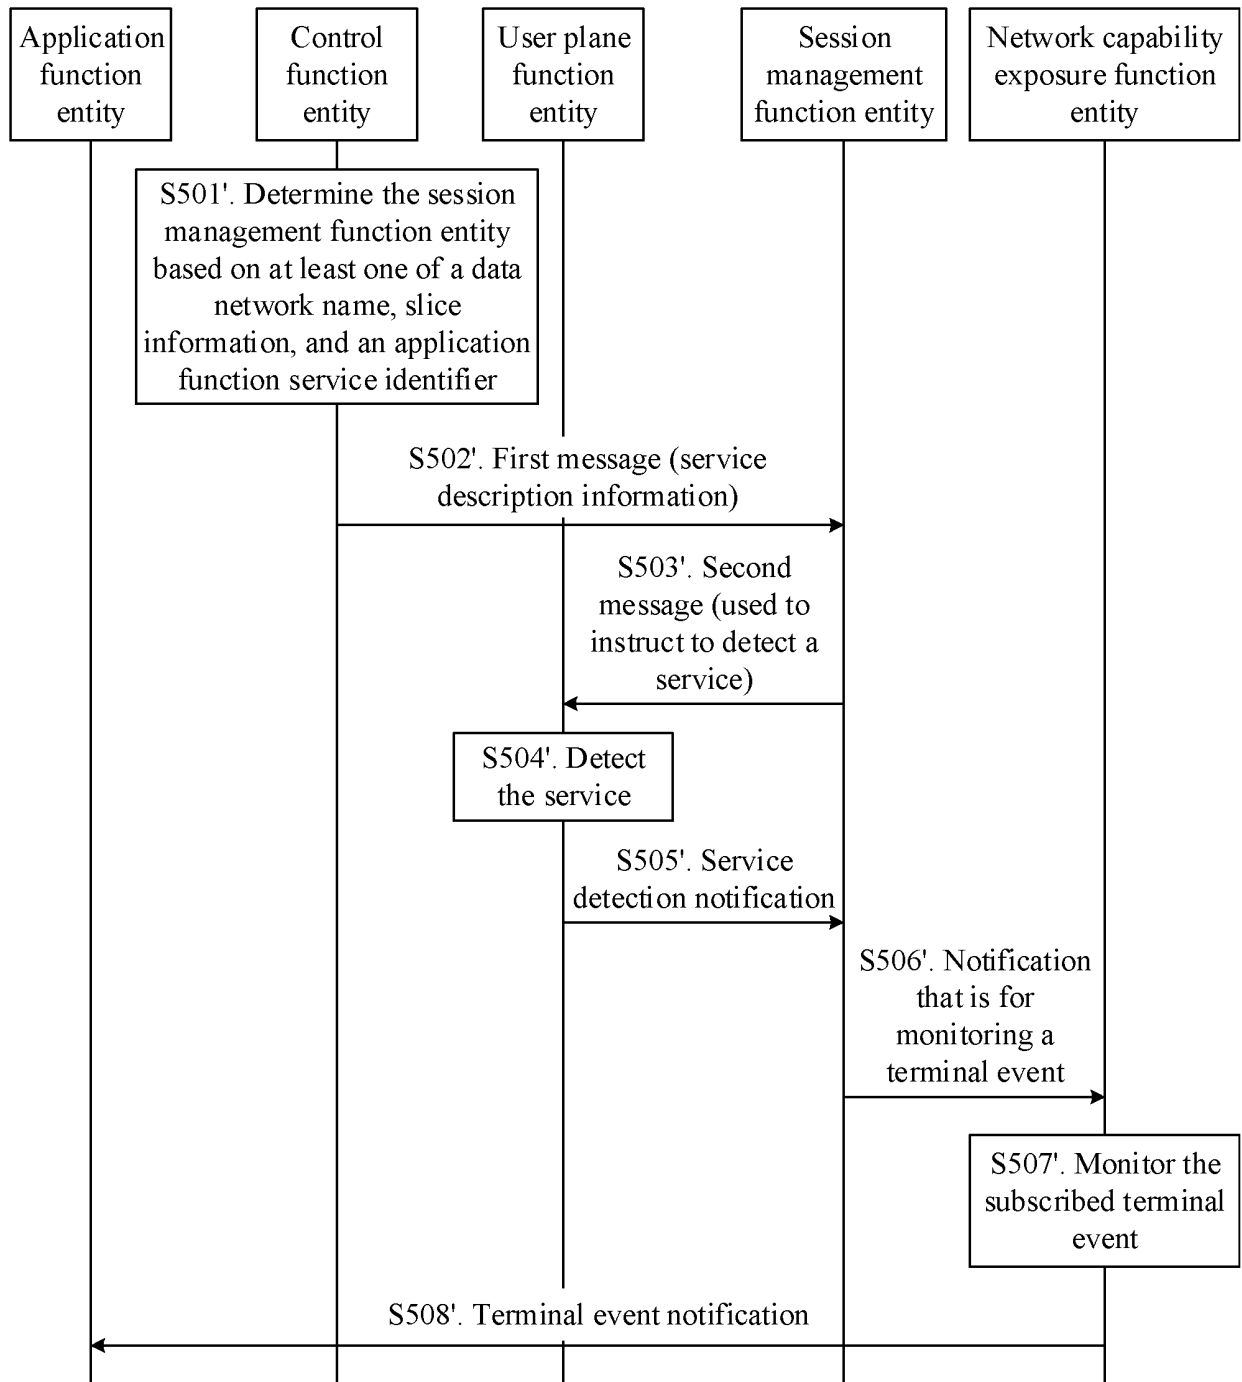 Application
function
entity
Control
function
entity
User plane
function
entity
Session
management
function entity
Network capability
exposure function
entity
S501'. Determine the session
management function entity
based on at least one of a data
network name, slice
information, and an application
function service identifier
S502'. First message (service
description information)
S503'. Second
message (used to
instruct to detect a
service)
S504'. Detect
the service
S505'. Service
detection notification
S506'. Notification
that is for
monitoring a
terminal event
S507'. Monitor the
subscribed terminal
event
S508'. Terminal event notification